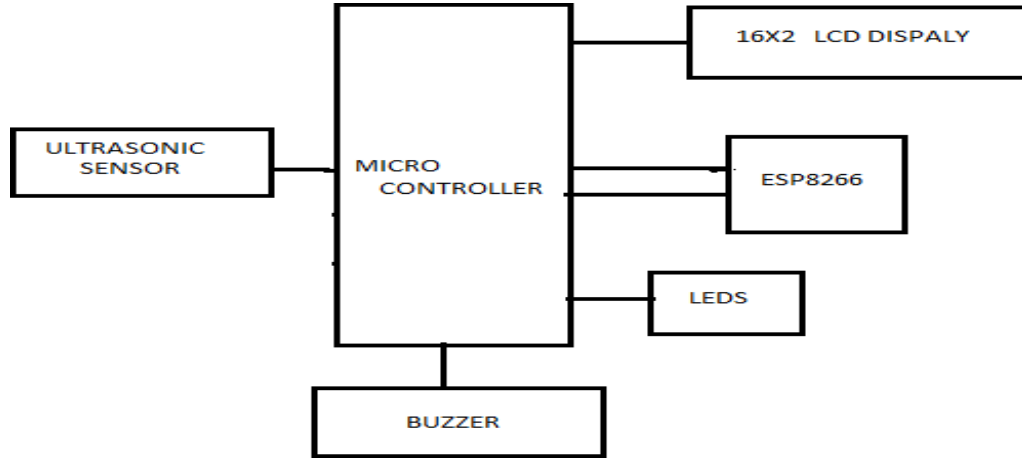 16X2 LCD DISPALY
ULTRASONIC
SENSOR
MICRO
CONTROLLER
ESP8266
LEDS
BUZZER